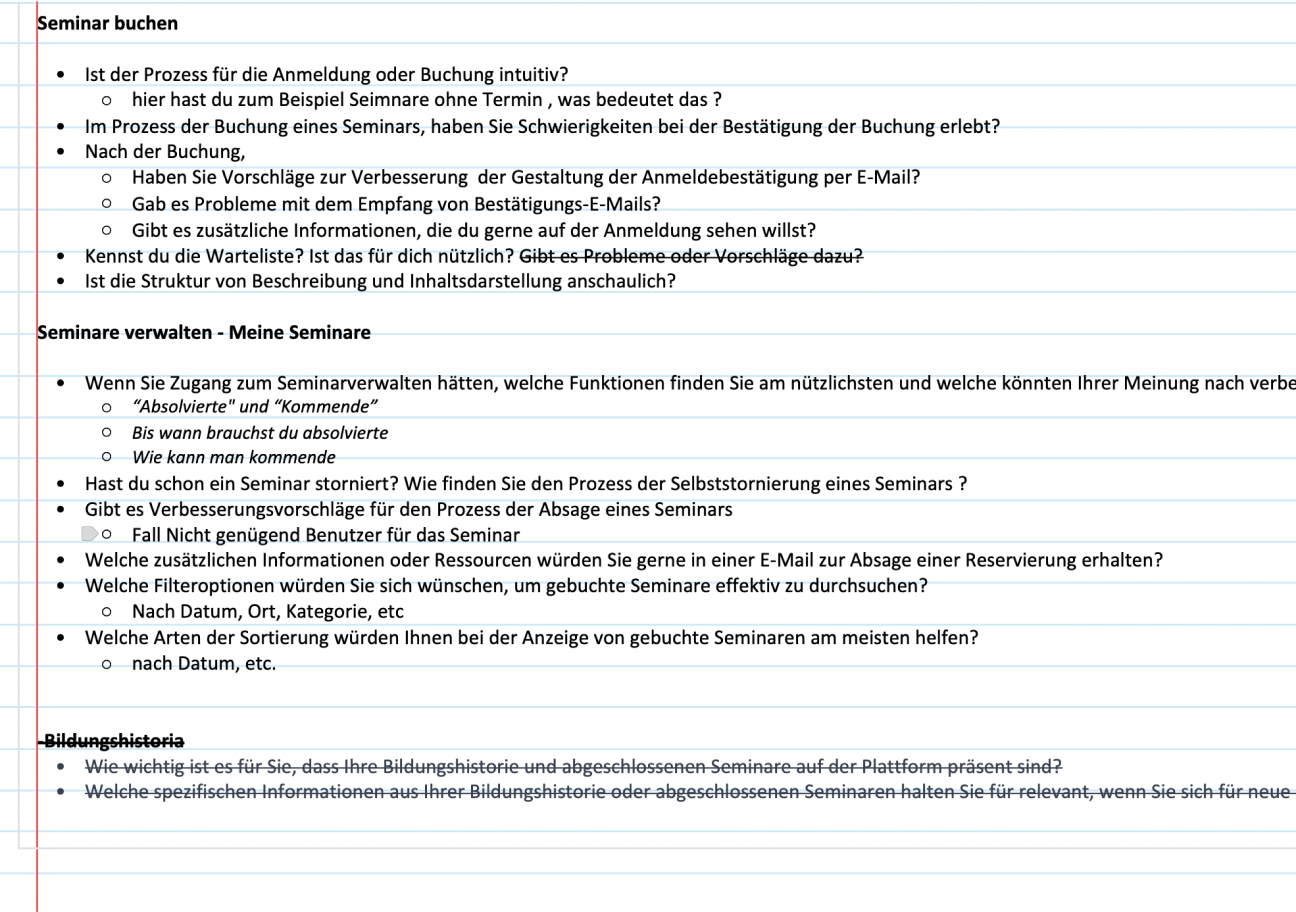 Seminar buchen
• Ist der Prozess für die Anmeldung oder Buchung intuitiv?
○ hier hast du zum Beispiel Seimnare ohne Termin , was bedeutet das ?
• Im Prozess der Buchung eines Seminars, haben Sie Schwierigkeiten bei der Bestätigung der Buchung erlebt?
• Nach der Buchung,
○ Haben Sie Vorschläge zur Verbesserung  der Gestaltung der Anmeldebestätigung per E-Mail?
○ Gab es Probleme mit dem Empfang von Bestätigungs-E-Mails?
○ Gibt es zusätzliche Informationen, die du gerne auf der Anmeldung sehen willst?
• Kennst du die Warteliste? Ist das für dich nützlich? Gibt es Probleme oder Vorschläge dazu?
• Ist die Struktur von Beschreibung und Inhaltsdarstellung anschaulich?
Seminare verwalten - Meine Seminare
• Wenn Sie Zugang zum Seminarverwalten hätten, welche Funktionen finden Sie am nützlichsten und welche könnten Ihrer Meinung nach verbe
○ “Absolvierte" und “Kommende”
○ Bis wann brauchst du absolvierte
○ Wie kann man kommende
• Hast du schon ein Seminar storniert? Wie finden Sie den Prozess der Selbststornierung eines Seminars ?
• Gibt es Verbesserungsvorschläge für den Prozess der Absage eines Seminars
○ Fall Nicht genügend Benutzer für das Seminar
• Welche zusätzlichen Informationen oder Ressourcen würden Sie gerne in einer E-Mail zur Absage einer Reservierung erhalten?
• Welche Filteroptionen würden Sie sich wünschen, um gebuchte Seminare effektiv zu durchsuchen?
○ Nach Datum, Ort, Kategorie, etc
• Welche Arten der Sortierung würden Ihnen bei der Anzeige von gebuchte Seminaren am meisten helfen?
○ nach Datum, etc.
-Bildungshistoria
• Wie wichtig ist es für Sie, dass Ihre Bildungshistorie und abgeschlossenen Seminare auf der Plattform präsent sind?
• Welche spezifischen Informationen aus Ihrer Bildungshistorie oder abgeschlossenen Seminaren halten Sie für relevant, wenn Sie sich für neue